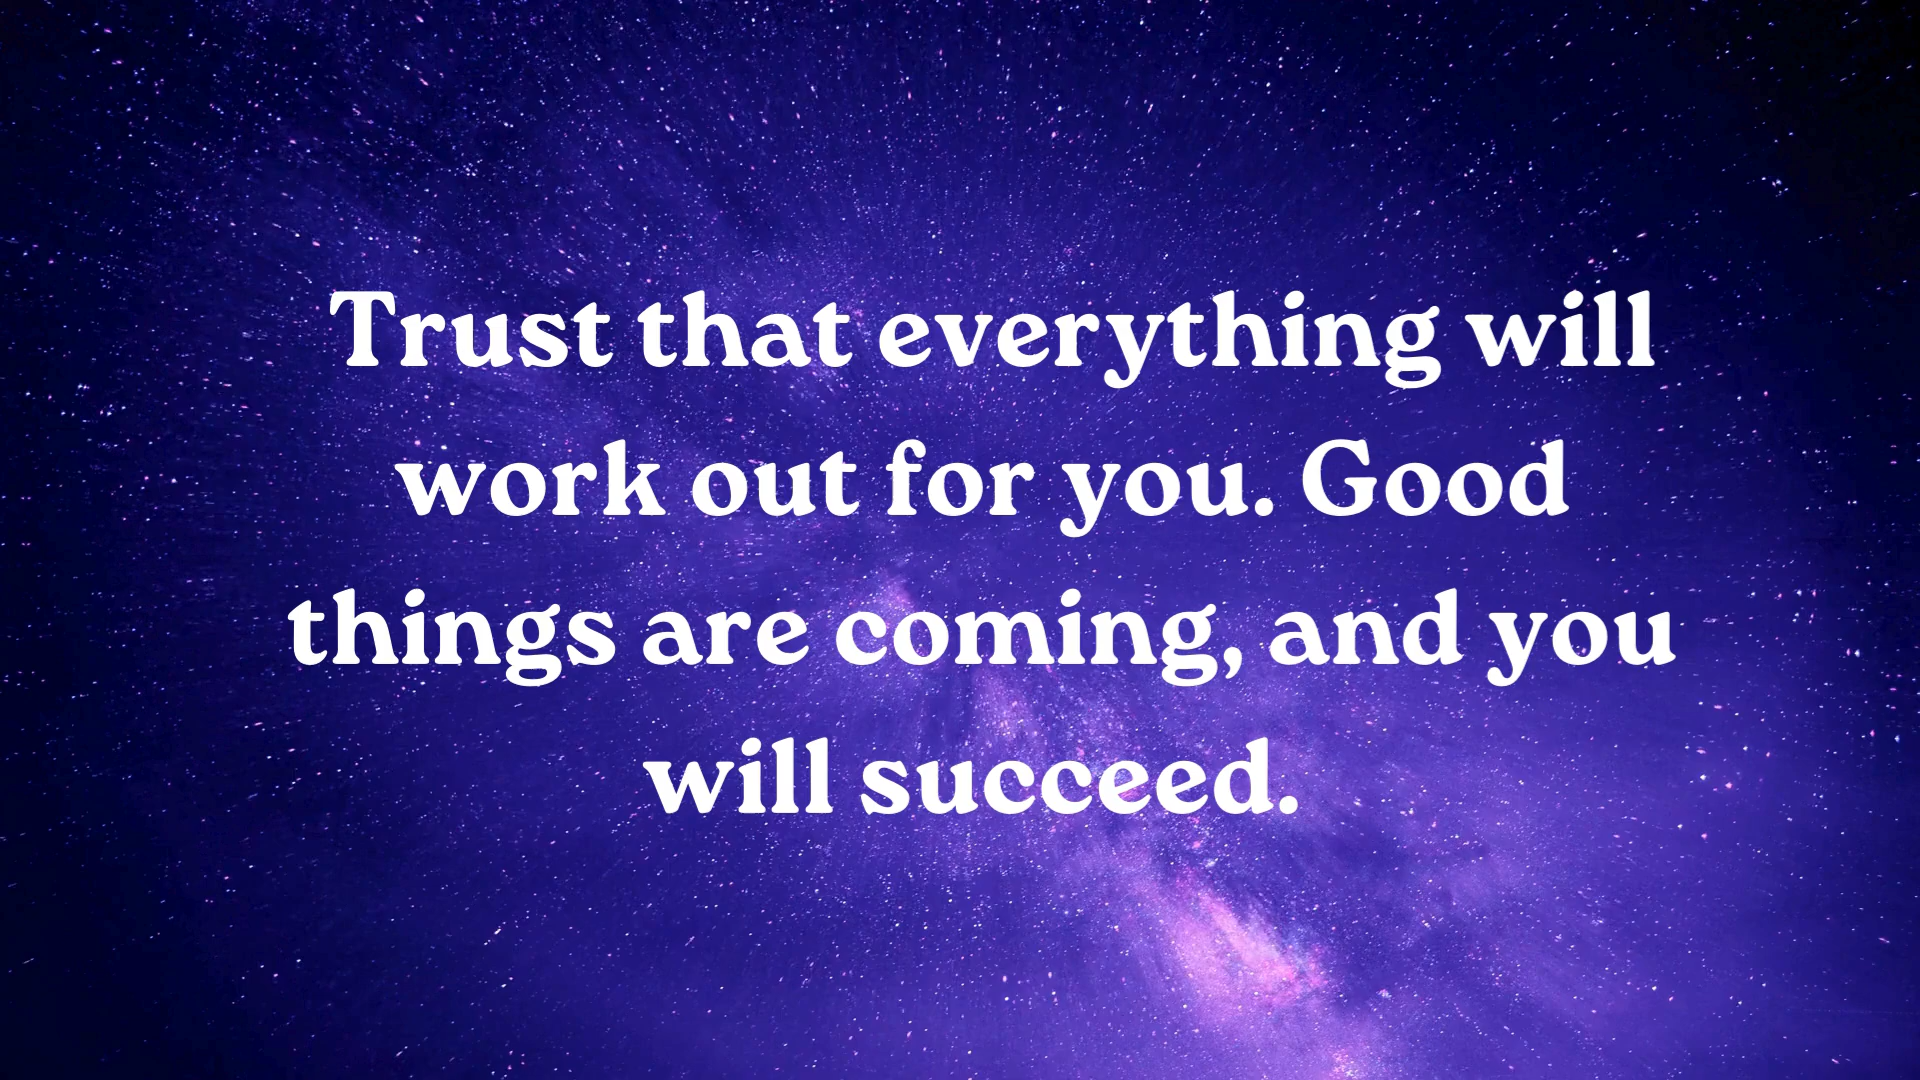 Trust that everything will
work out for you. Good
things are coming, and you
will succeed.